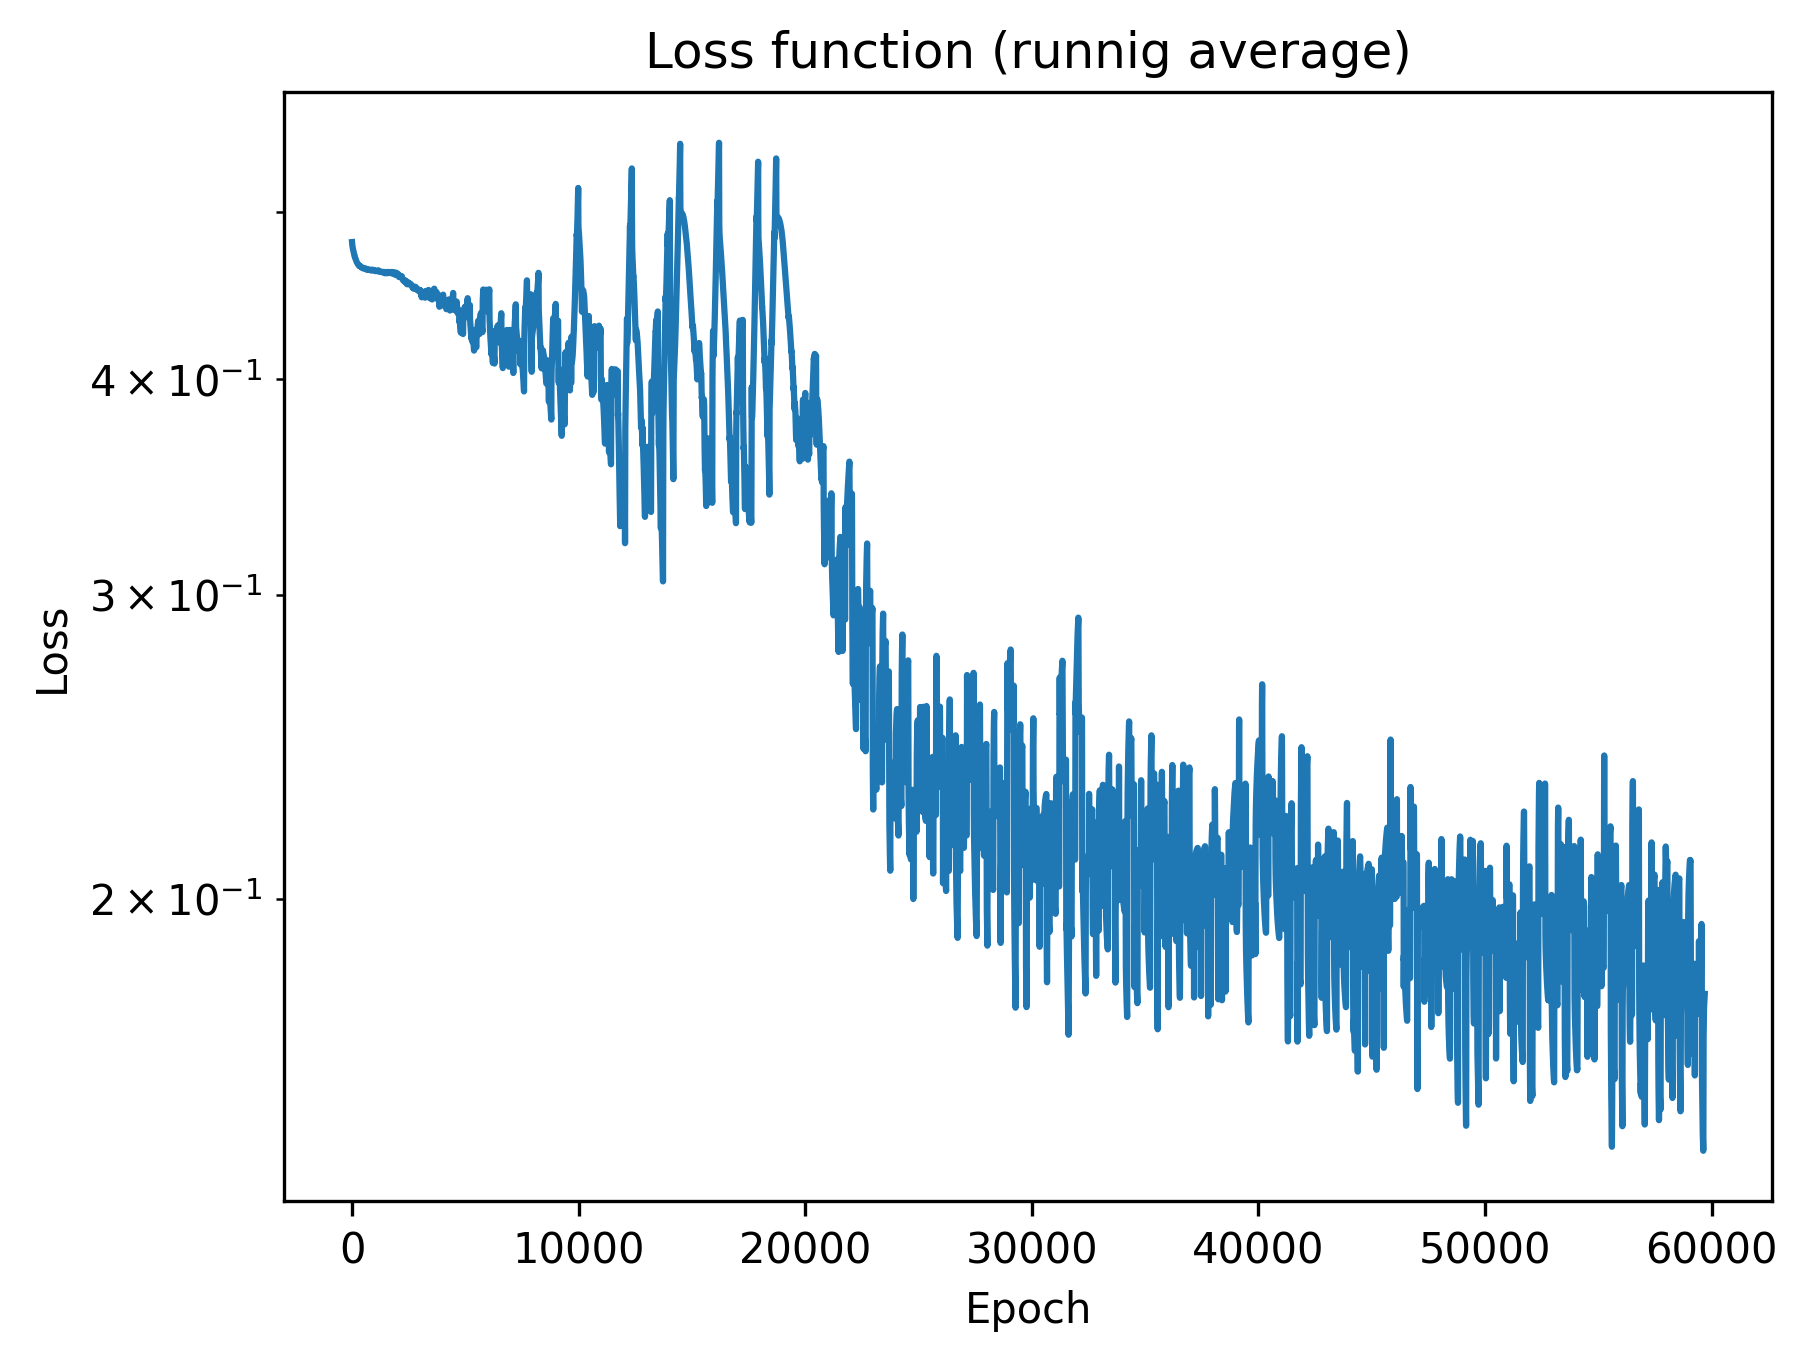 Loss function (runnig average)
Loss
4 × 10⁻¹
3 × 10⁻¹
2 × 10⁻¹
0 10000 20000 30000 40000 50000 60000
Epoch